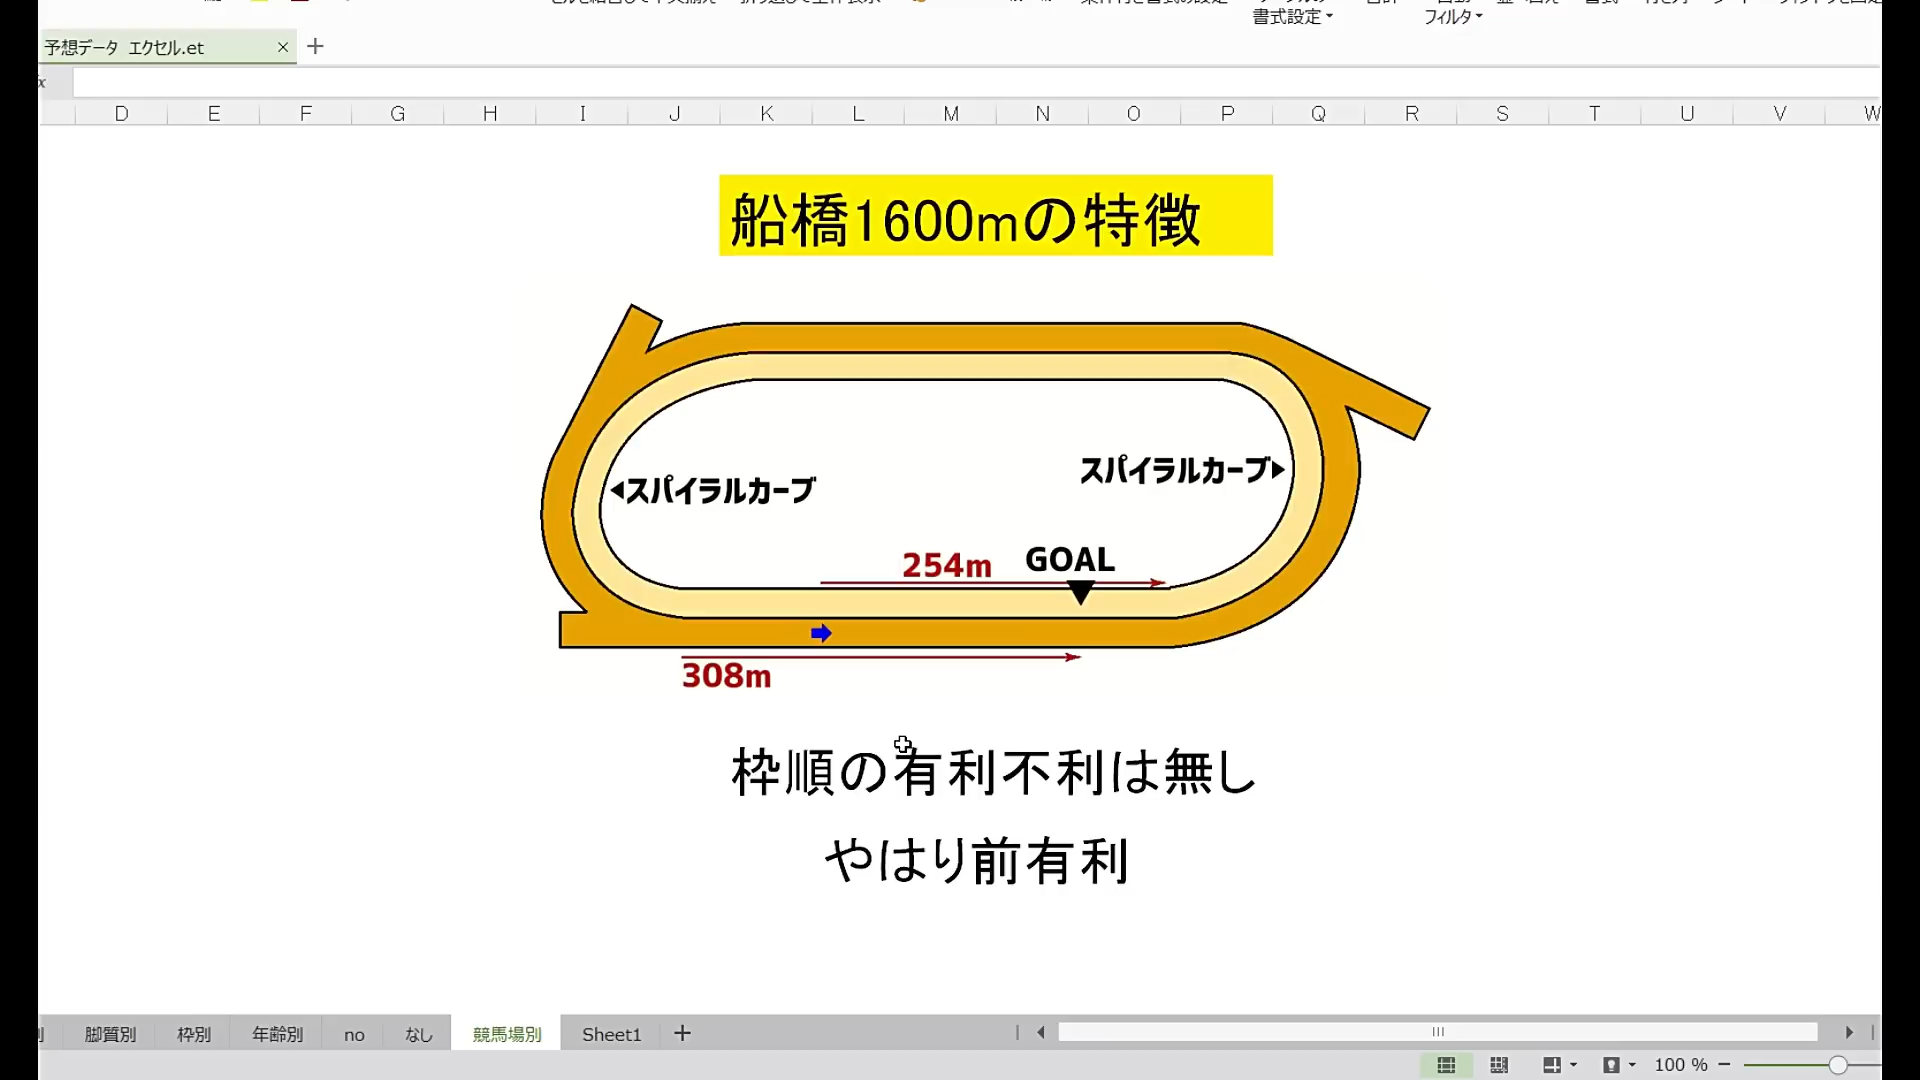 書式設定
フィルタ
予想データ エクセル.et
D E F G H I J K L M N O P Q R S T U V W
船橋1600mの特徴
スパイラルカーブ
スパイラルカーブ
254m
GOAL
308m
枠順の有利不利は無し
やはり前有利
脚質別 枠別 年齢別 no なし 競馬場別 Sheet1
100 %